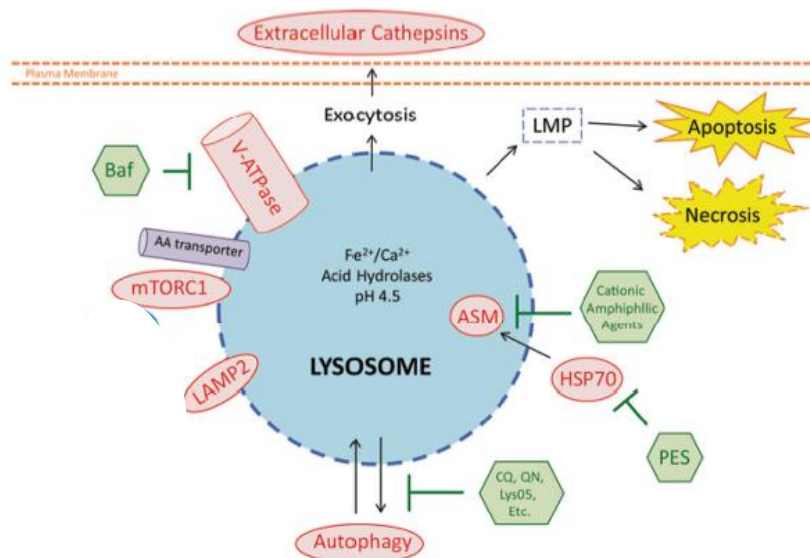 Extracellular Cathepsins
Plasma Membrane
Exocytosis
LMP
Apoptosis
Necrosis
Baf
V-ATPase
AA transporter
mTORC1
LAMP2
Fe²⁺/Ca²⁺
Acid Hydrolases
pH 4.5
LYSOSOME
ASM
Cationic
Amphiphllic
Agents
HSP70
PES
CQ, QN,
Lys05,
Etc.
Autophagy